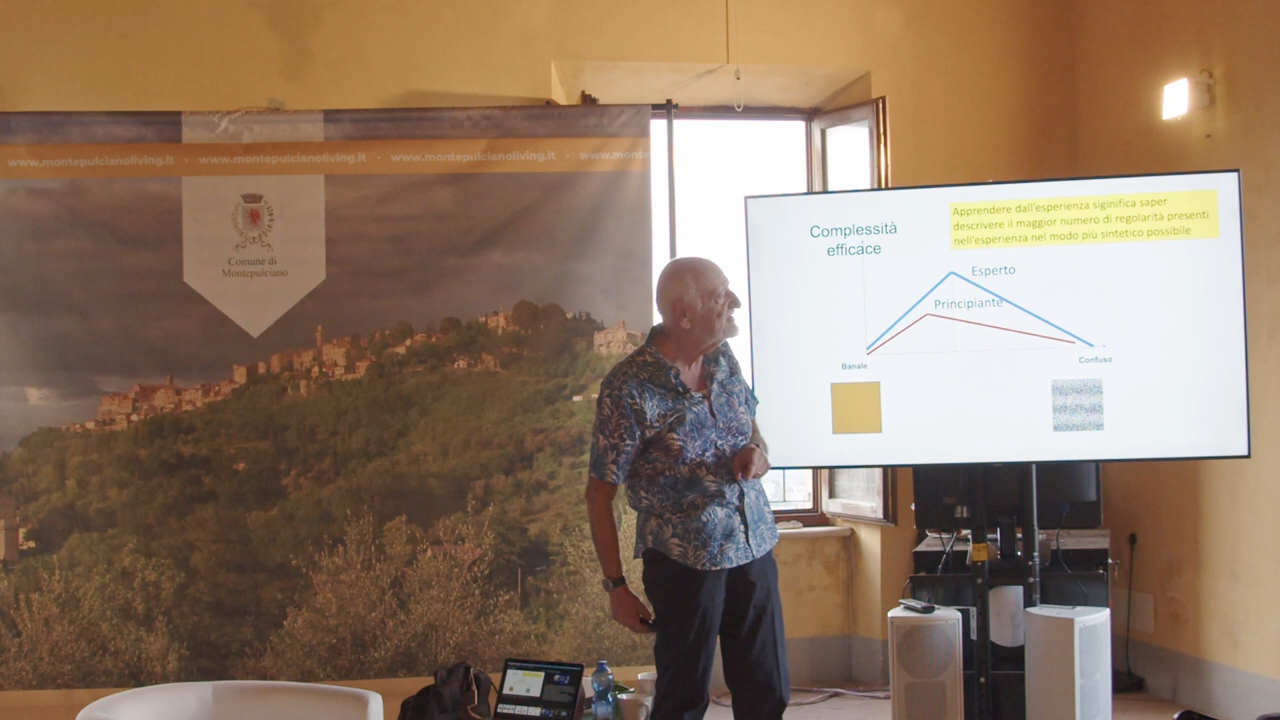 www.montepulcianoliving.it · www.montepulcianoliving.it · www.montepulcianoliving.it · www.monte
Comune di
Montepulciano
Apprendere dall'esperienza siginifica saper
descrivere il maggior numero di regolarità presenti
nell'esperienza nel modo più sintetico possibile
Complessità
efficace
Esperto
Principiante
Banale
Confuso